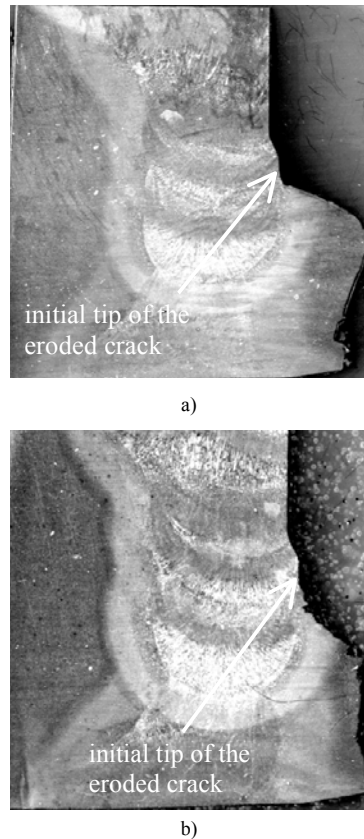 initial tip of the
eroded crack
a)
initial tip of the
eroded crack
b)